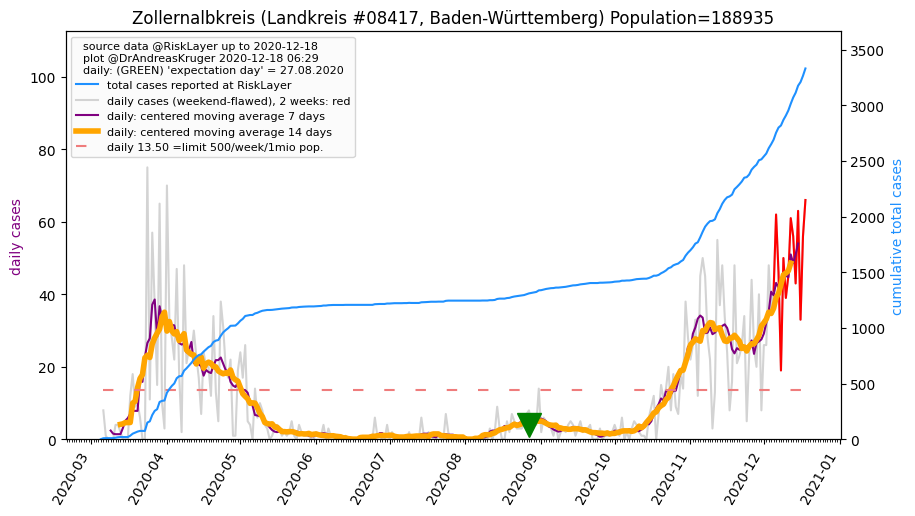 Zollernalbkreis (Landkreis #08417, Baden-Württemberg) Population=188935
source data @RiskLayer up to 2020-12-18
plot @DrAndreasKruger 2020-12-18 06:29
daily: (GREEN) 'expectation day' = 27.08.2020
total cases reported at RiskLayer
daily cases (weekend-flawed), 2 weeks: red
daily: centered moving average 7 days
daily: centered moving average 14 days
daily 13.50 =limit 500/week/1mio pop.
daily cases
100
80
60
40
20
0
cumulative total cases
3500
3000
2500
2000
1500
1000
500
0
2020-03
2020-04
2020-05
2020-06
2020-07
2020-08
2020-09
2020-10
2020-11
2020-12
2021-01